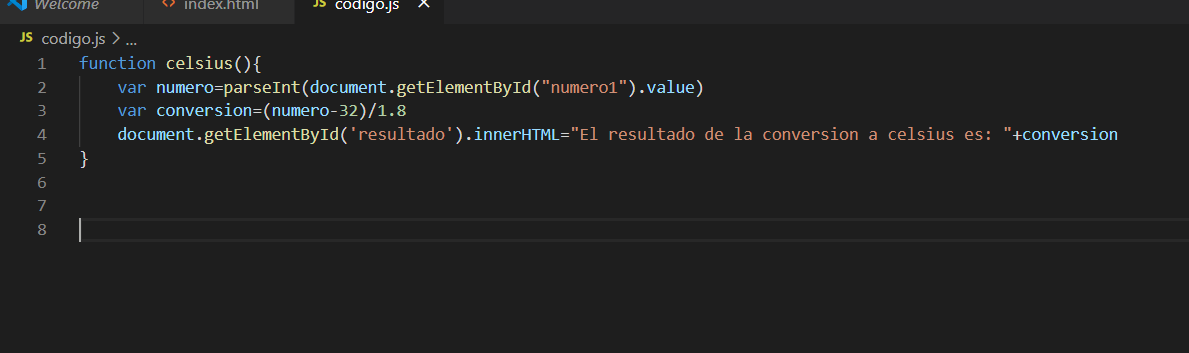 Welcome index.html JS codigo.js ×
JS codigo.js > ...
1 function celsius(){
2 var numero=parseInt(document.getElementById("numero1").value)
3 var conversion=(numero-32)/1.8
4 document.getElementById('resultado').innerHTML="El resultado de la conversion a celsius es: "+conversion
5 }
6
7
8